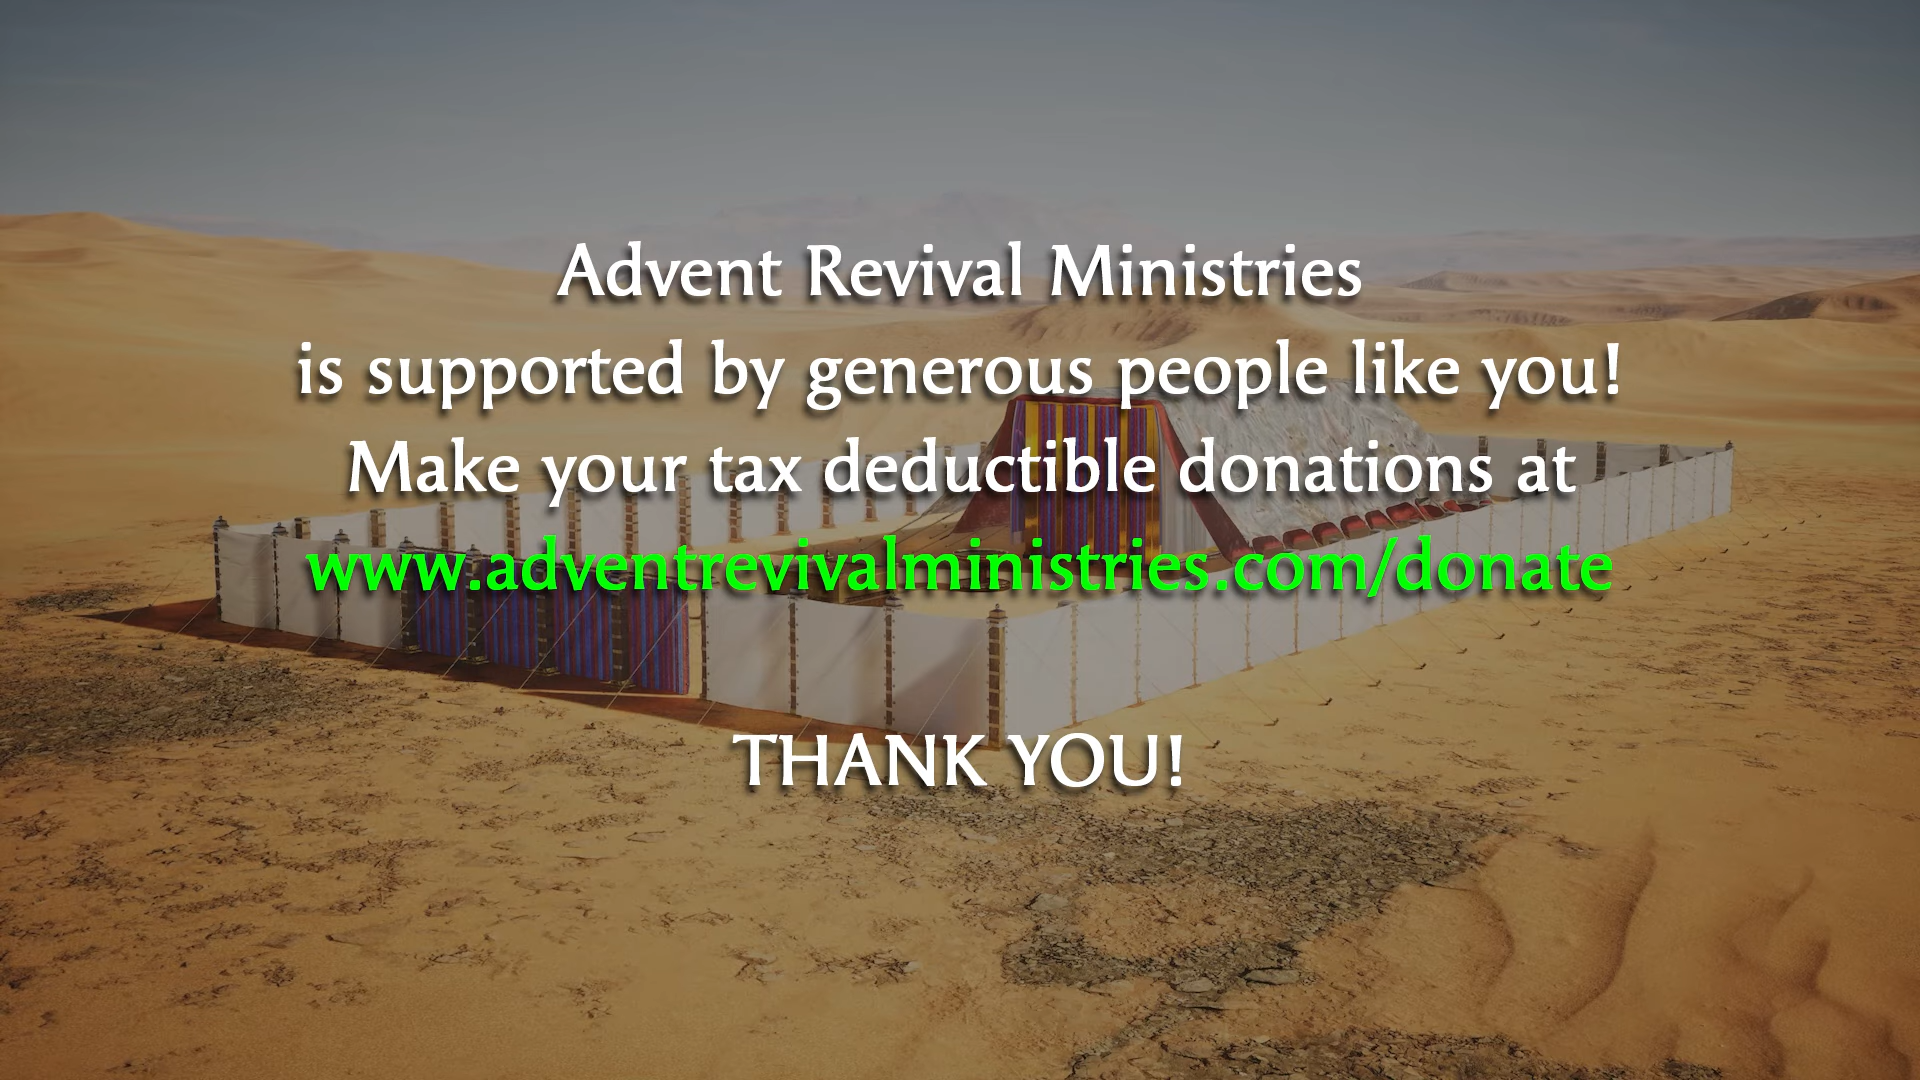 Advent Revival Ministries
is supported by generous people like you!
Make your tax deductible donations at
www.adventrevivalministries.com/donate
THANK YOU!